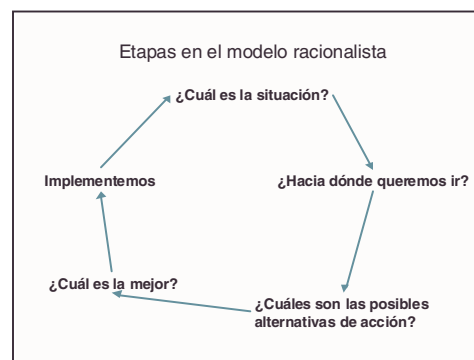 Etapas en el modelo racionalista
¿Cuál es la situación?
¿Hacia dónde queremos ir?
¿Cuáles son las posibles
alternativas de acción?
¿Cuál es la mejor?
Implementemos